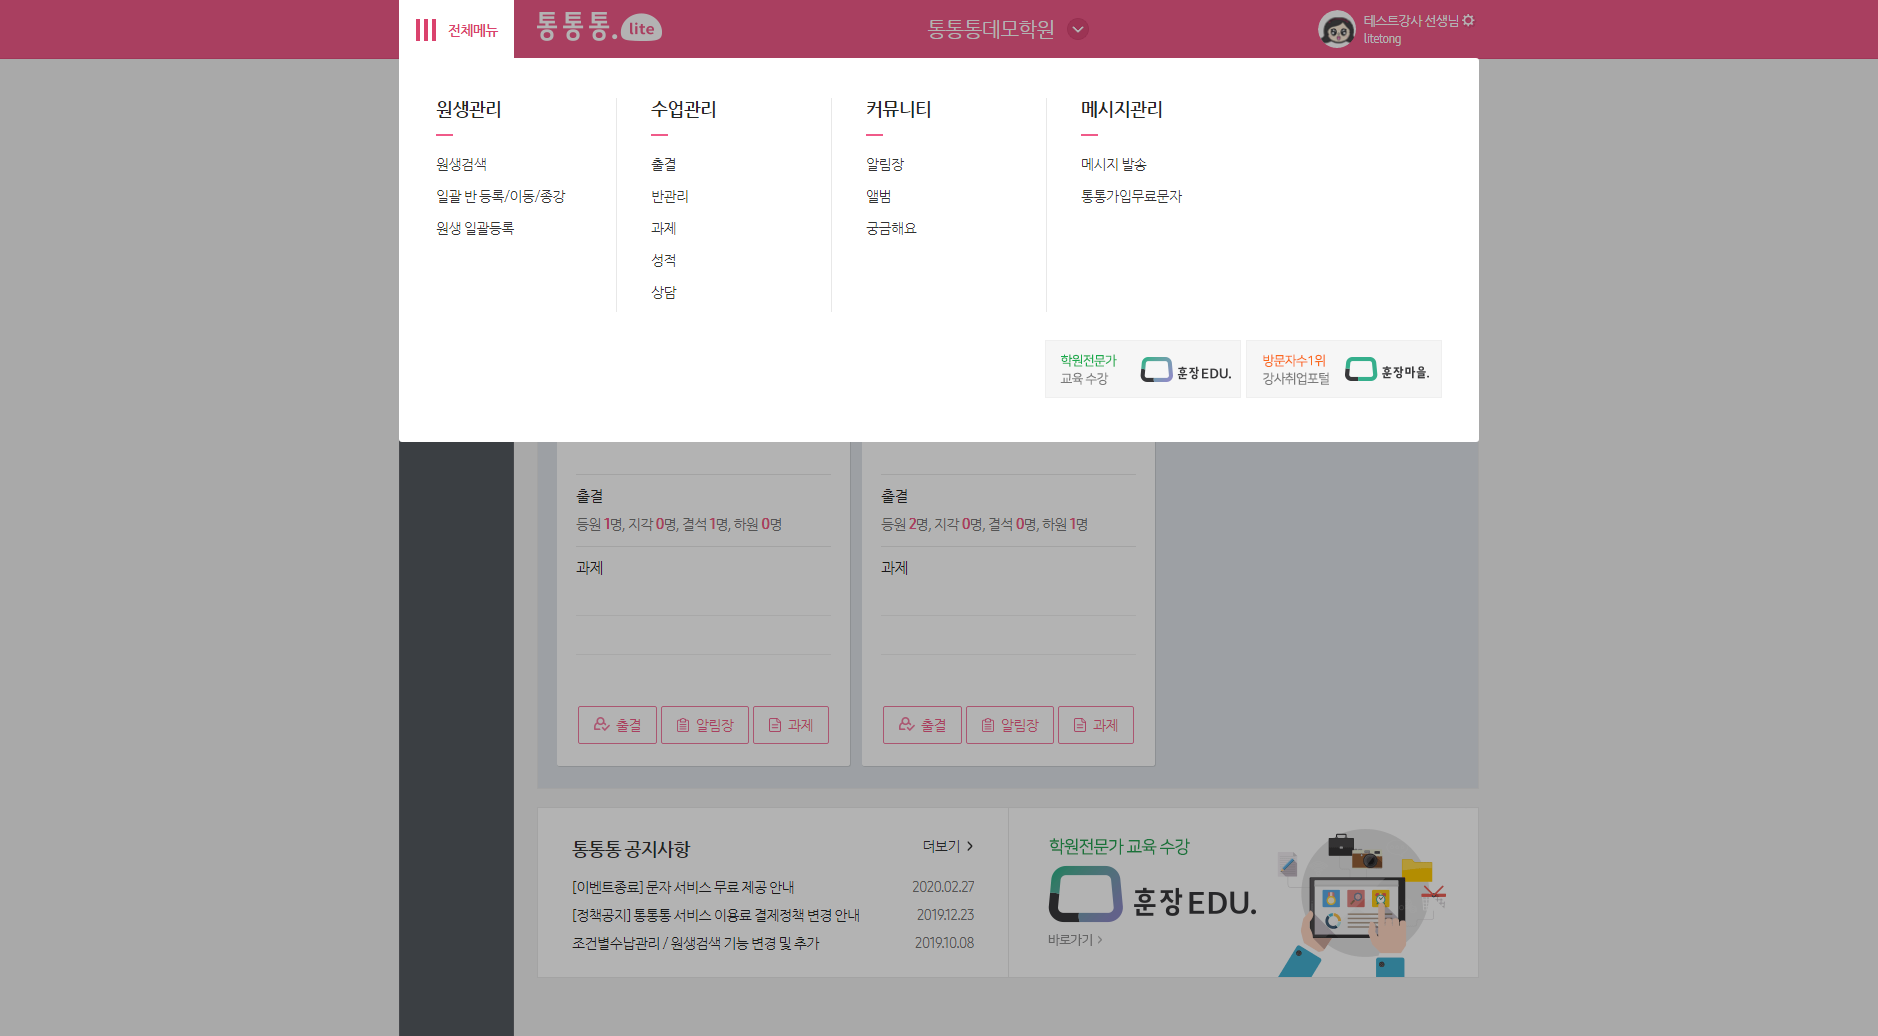 전체메뉴
통통통.lite
통통통데모학원
테스트강사 선생님
litetong
원생관리
원생검색
일괄 반 등록/이동/종강
원생 일괄등록
수업관리
출결
반관리
과제
성적
상담
커뮤니티
알림장
앨범
궁금해요
메시지관리
메시지 발송
통통가입무료문자
학원전문가
교육 수강
훈장EDU.
방문자수1위
강사취업포털
훈장마을.
출결
등원 1명, 지각 0명, 결석 1명, 하원 0명
과제
출결 알림장 과제
출결
등원 2명, 지각 0명, 결석 0명, 하원 1명
과제
출결 알림장 과제
통통통 공지사항 더보기 >
[이벤트종료] 문자 서비스 무료 제공 안내 2020.02.27
[정책공지] 통통통 서비스 이용료 결제정책 변경 안내 2019.12.23
조건별수납관리 / 원생검색 기능 변경 및 추가 2019.10.08
학원전문가 교육 수강
훈장EDU.
바로가기 >